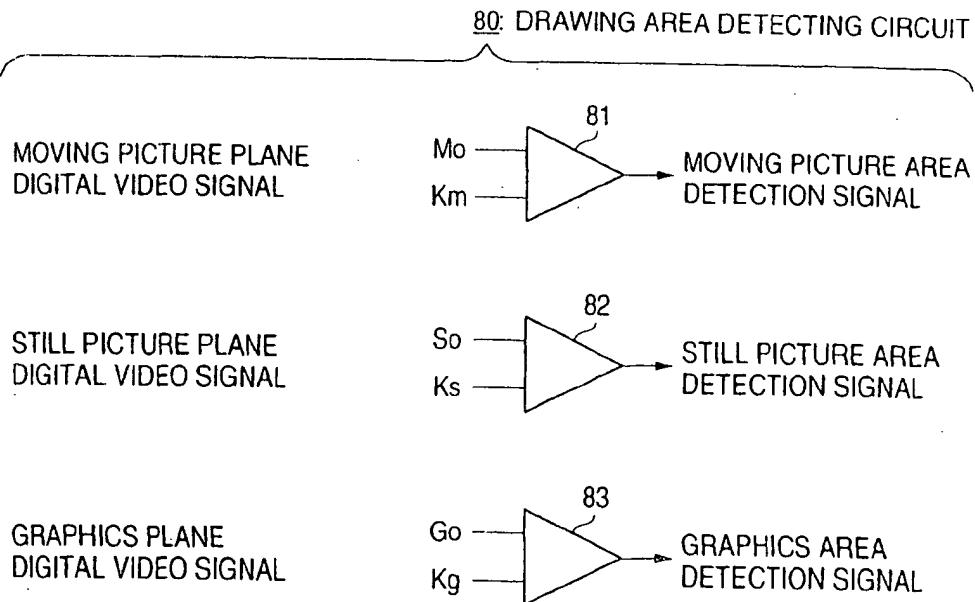 80: DRAWING AREA DETECTING CIRCUIT
81
MOVING PICTURE PLANE
DIGITAL VIDEO SIGNAL
Mo
Km
MOVING PICTURE AREA
DETECTION SIGNAL
82
STILL PICTURE PLANE
DIGITAL VIDEO SIGNAL
So
Ks
STILL PICTURE AREA
DETECTION SIGNAL
83
GRAPHICS PLANE
DIGITAL VIDEO SIGNAL
Go
Kg
GRAPHICS AREA
DETECTION SIGNAL